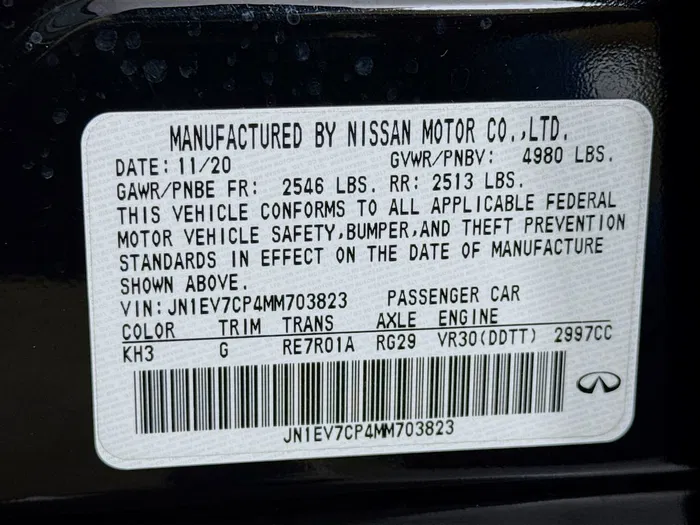 MANUFACTURED BY NISSAN MOTOR CO.,LTD.
DATE: 11/20 GVWR/PNBV: 4980 LBS.
GAWR/PNBE FR: 2546 LBS. RR: 2513 LBS.
THIS VEHICLE CONFORMS TO ALL APPLICABLE FEDERAL
MOTOR VEHICLE SAFETY,BUMPER,AND THEFT PREVENTION
STANDARDS IN EFFECT ON THE DATE OF MANUFACTURE
SHOWN ABOVE.
VIN: JN1EV7CP4MM703823 PASSENGER CAR
COLOR TRIM TRANS AXLE ENGINE
KH3 G RE7R01A RG29 VR30(DDTT) 2997CC
JN1EV7CP4MM703823